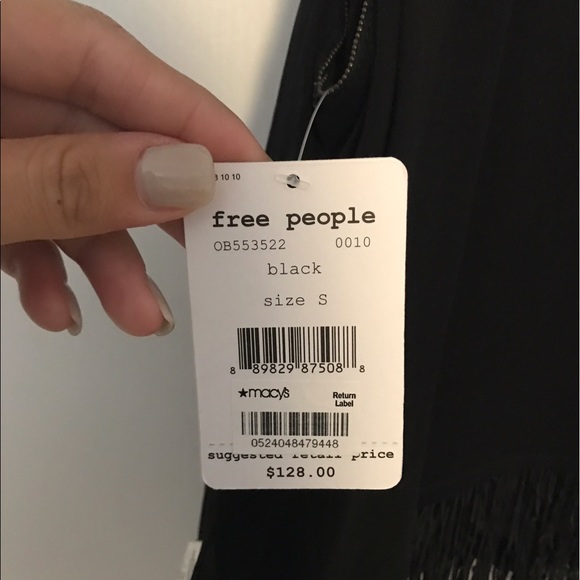 10 10
free people
OB553522 0010
black
size S
8 89829 87508 8
★macy's Return
Label
0524048479448
suggested retail price
$128.00